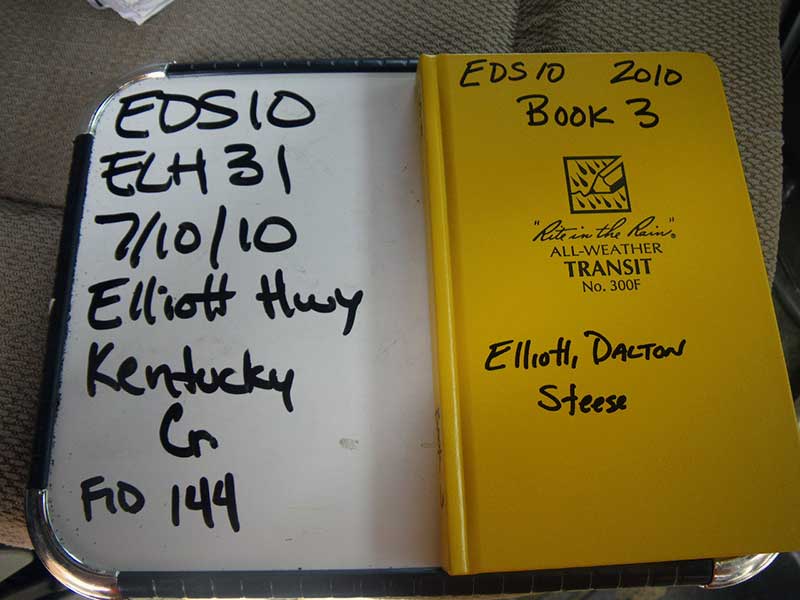 EDS10
ELH 31
7/10/10
Elliott Hwy
Kentucky
Cr
FID 144
EDS10 2010
Book 3
"Rite in the Rain"®
ALL-WEATHER
TRANSIT
No. 300F
Elliott, DALTON
Steese